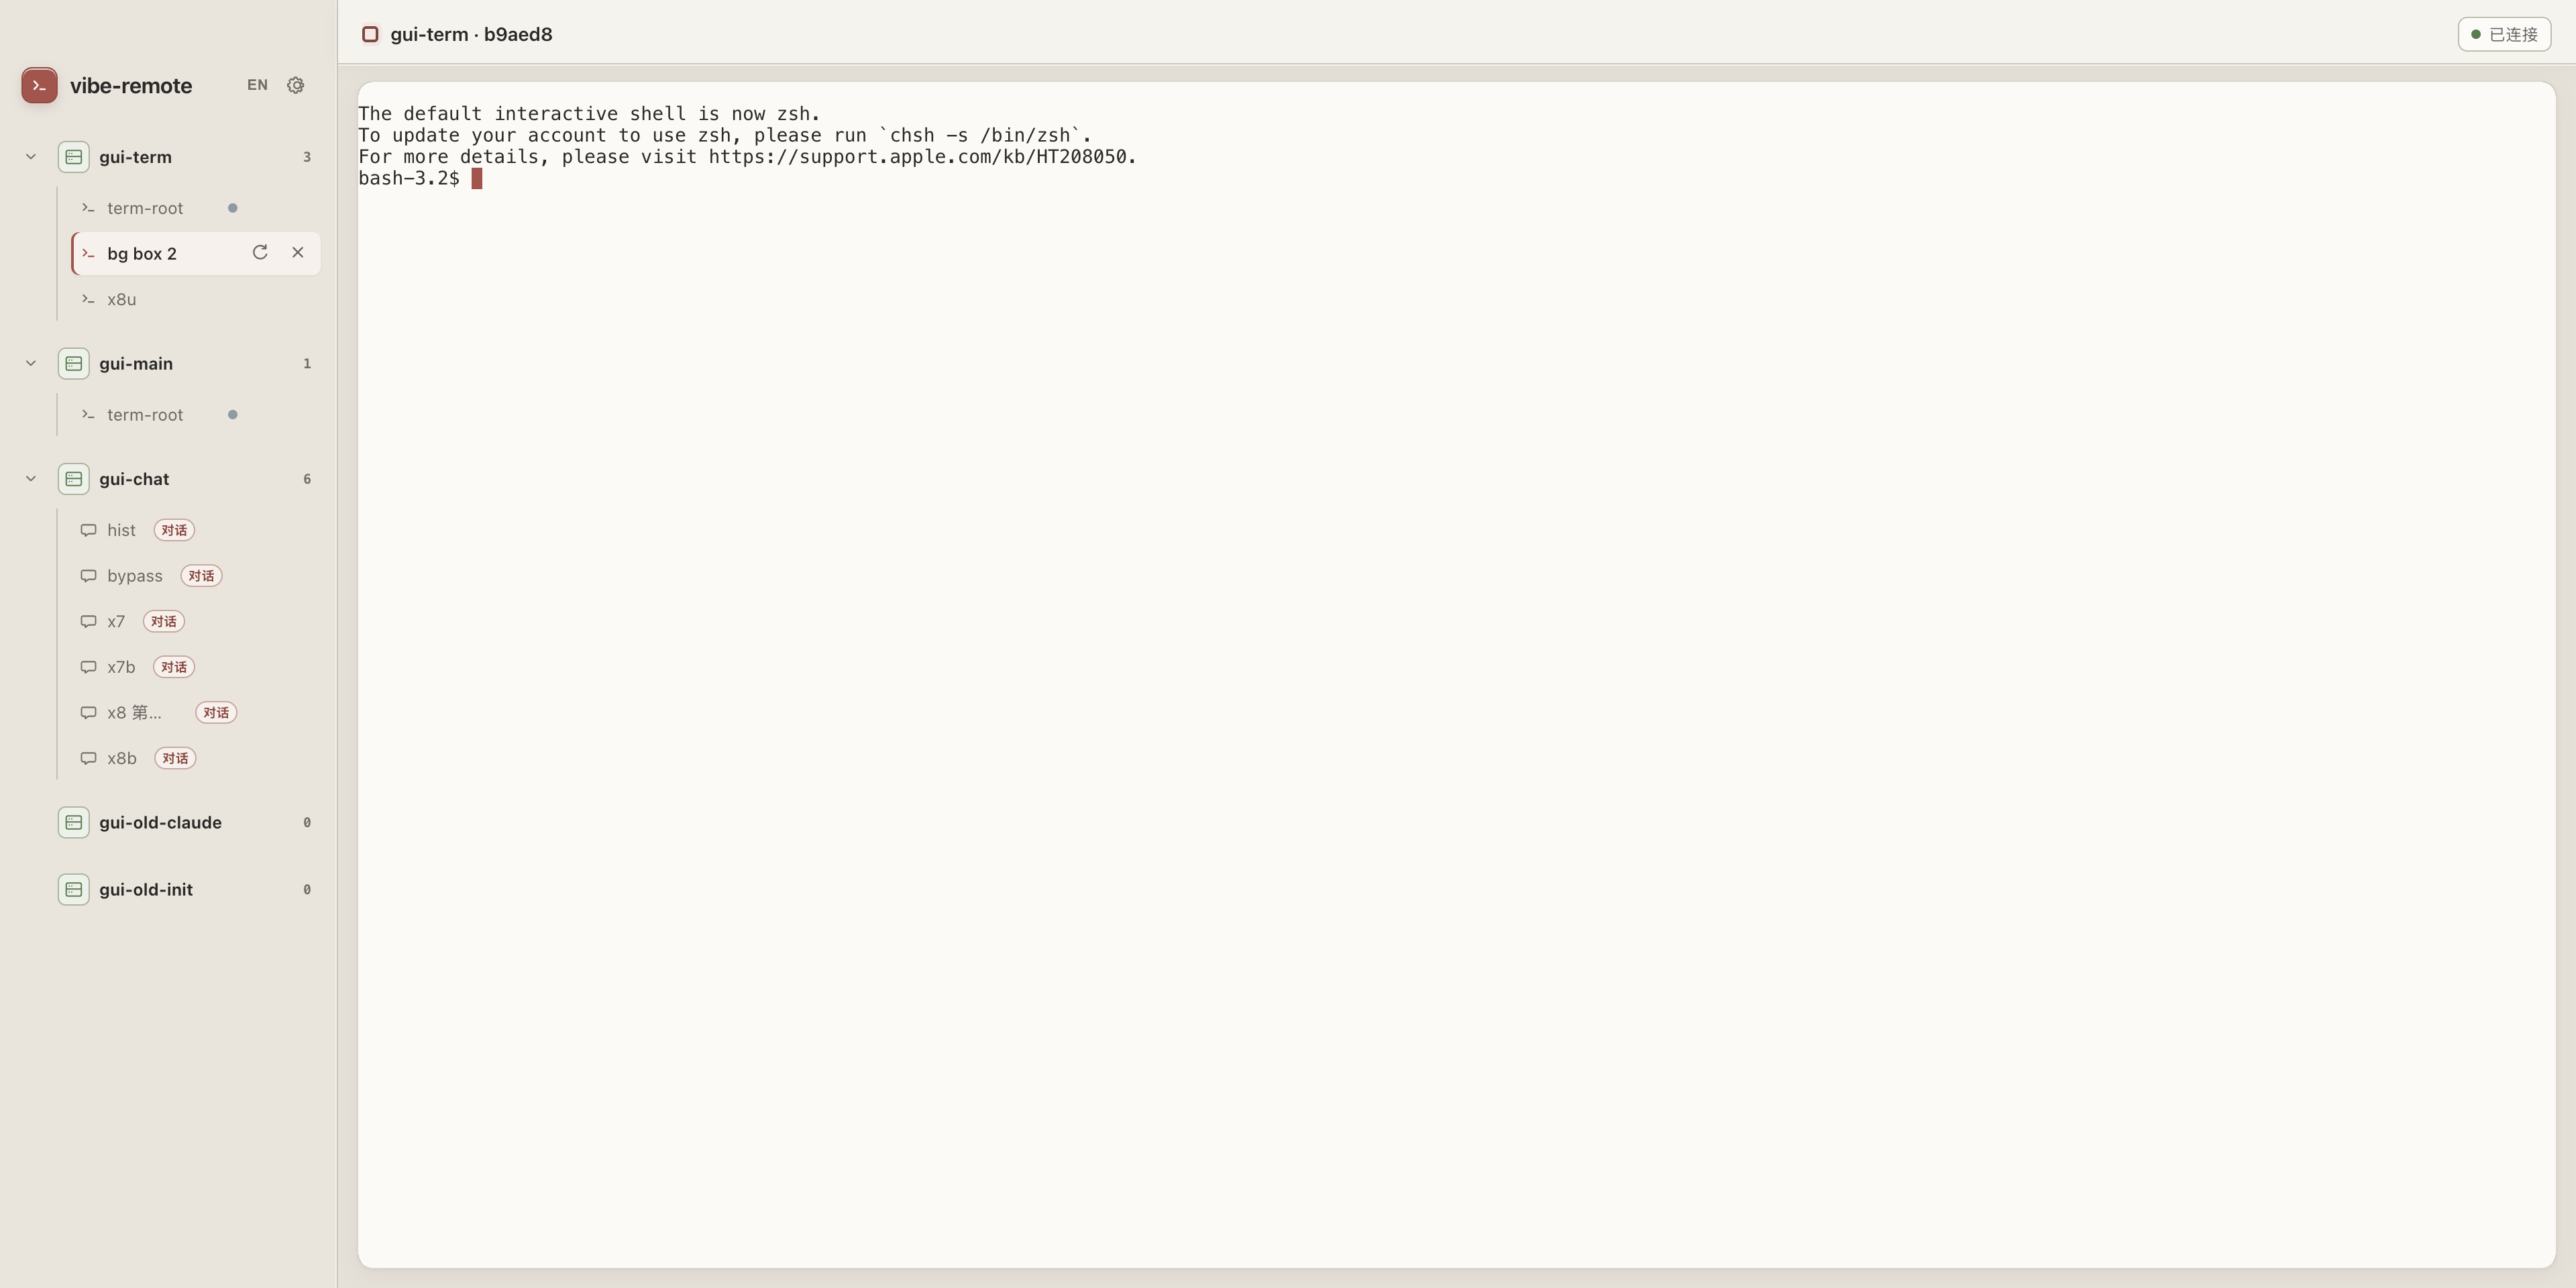 vibe-remote EN
gui-term 3
term-root
bg box 2
x8u
gui-main 1
term-root
gui-chat 6
hist 对话
bypass 对话
x7 对话
x7b 对话
x8 第... 对话
x8b 对话
gui-old-claude 0
gui-old-init 0
gui-term · b9aed8
已连接
The default interactive shell is now zsh.
To update your account to use zsh, please run `chsh -s /bin/zsh`.
For more details, please visit https://support.apple.com/kb/HT208050.
bash-3.2$